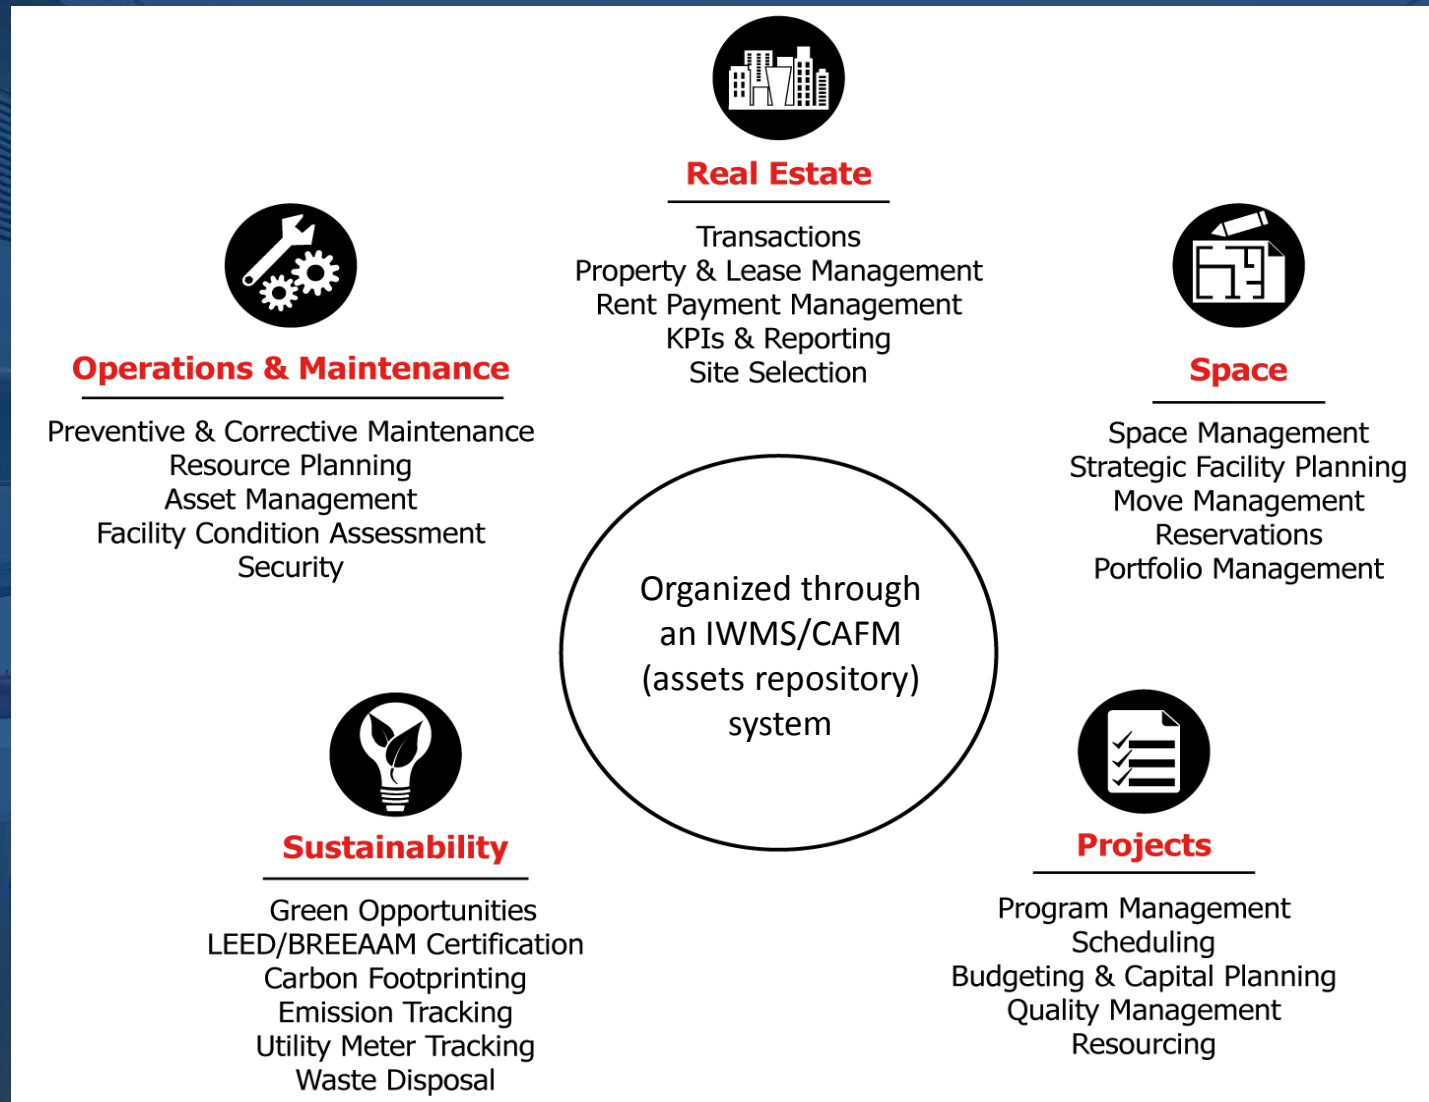 Real Estate
Transactions
Property & Lease Management
Rent Payment Management
KPIs & Reporting
Site Selection
Operations & Maintenance
Preventive & Corrective Maintenance
Resource Planning
Asset Management
Facility Condition Assessment
Security
Space
Space Management
Strategic Facility Planning
Move Management
Reservations
Portfolio Management
Organized through
an IWMS/CAFM
(assets repository)
system
Sustainability
Green Opportunities
LEED/BREEAAM Certification
Carbon Footprinting
Emission Tracking
Utility Meter Tracking
Waste Disposal
Projects
Program Management
Scheduling
Budgeting & Capital Planning
Quality Management
Resourcing